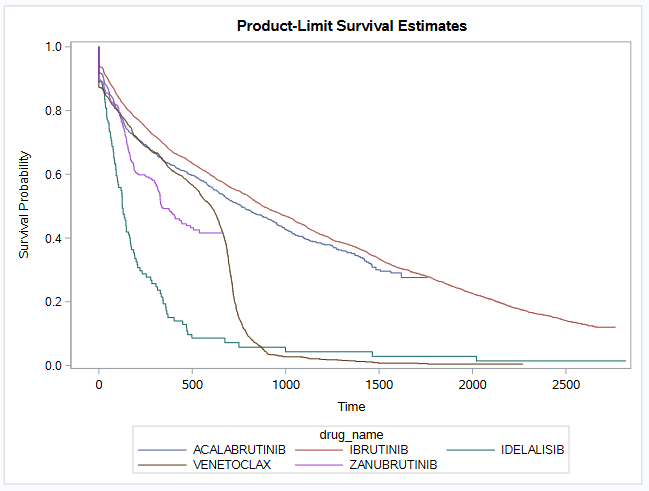 Product-Limit Survival Estimates
1.0
0.8
0.6
0.4
0.2
0.0
Survival Probability
0 500 1000 1500 2000 2500
Time
drug_name
ACALABRUTINIB IBRUTINIB IDELALISIB
VENETOCLAX ZANUBRUTINIB